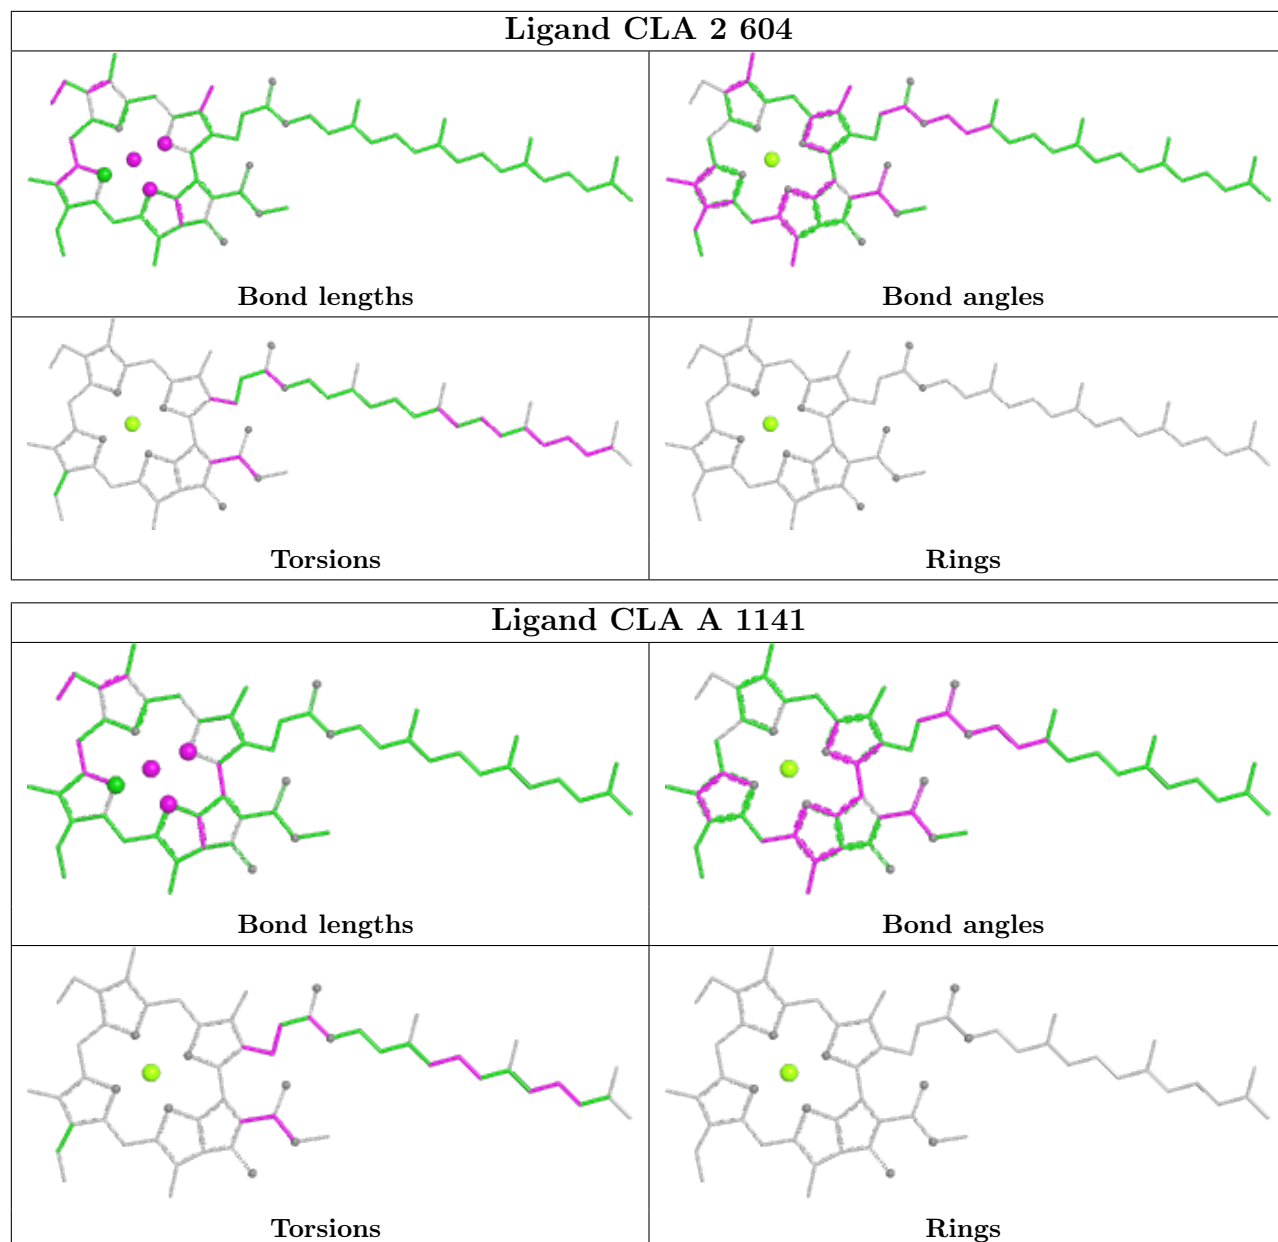 Ligand CLA 2 604
Bond lengths
Bond angles
Torsions
Rings
Ligand CLA A 1141
Bond lengths
Bond angles
Torsions
Rings